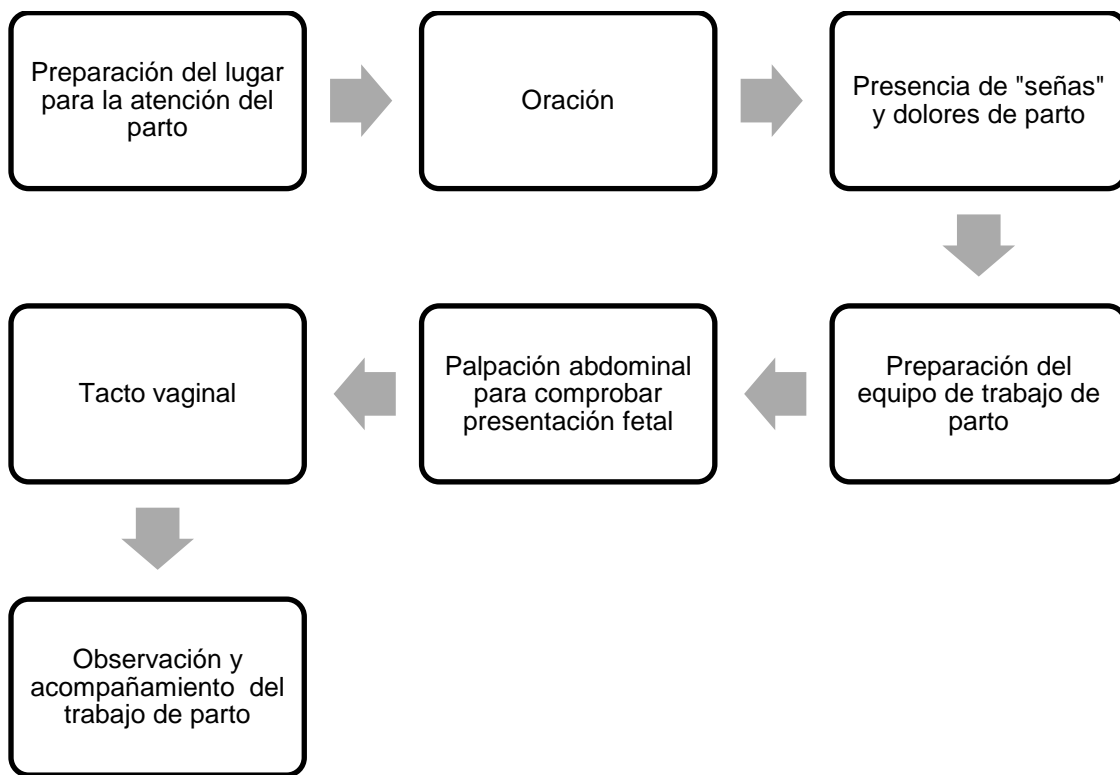 Preparación del lugar
para la atención del
parto
Oración
Presencia de "señas"
y dolores de parto
Preparación del
equipo de trabajo de
parto
Palpación abdominal
para comprobar
presentación fetal
Tacto vaginal
Observación y
acompañamiento del
trabajo de parto